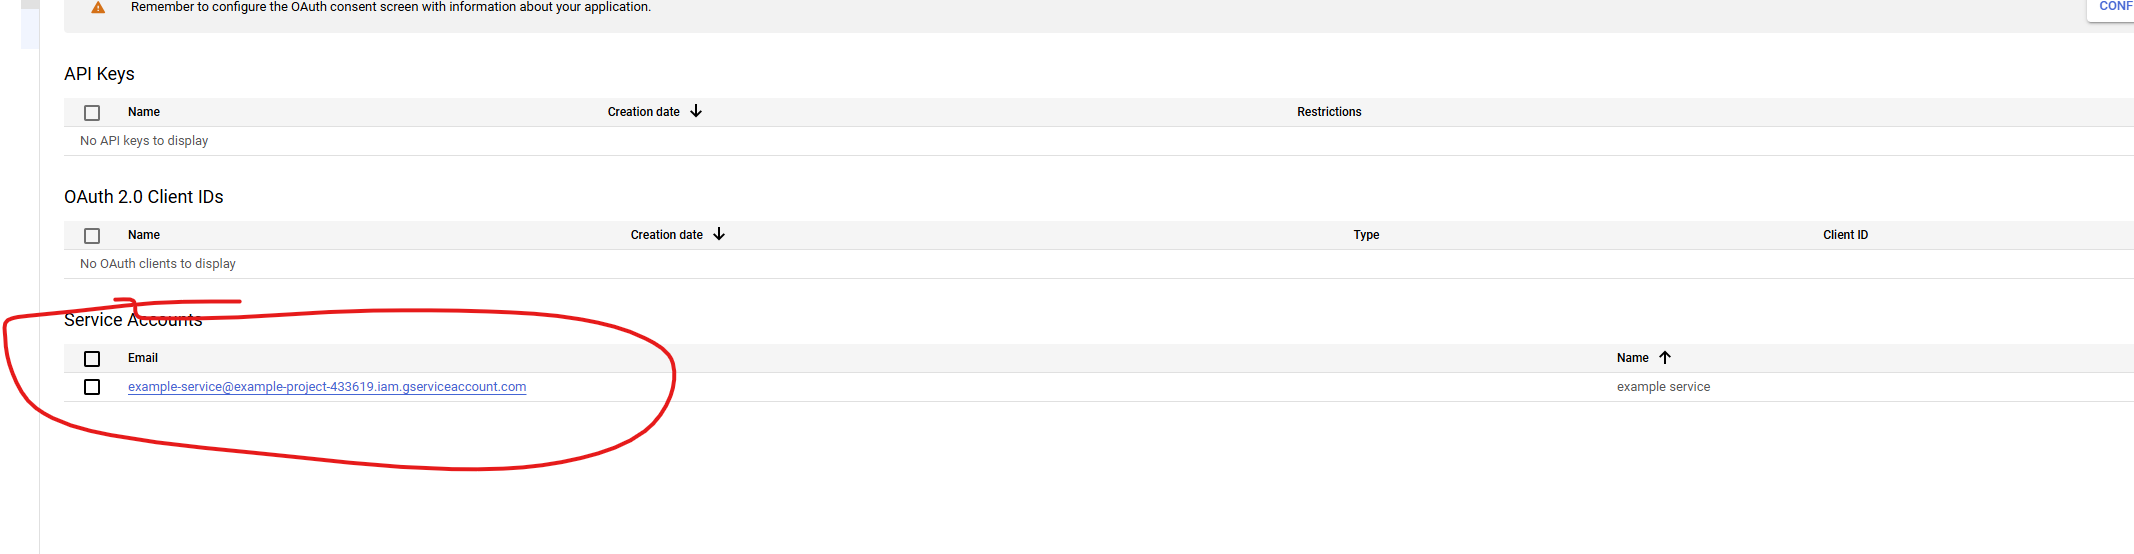 Remember to configure the OAuth consent screen with information about your application.
CONF
API Keys
Name Creation date Restrictions
No API keys to display
OAuth 2.0 Client IDs
Name Creation date Type Client ID
No OAuth clients to display
Service Accounts
Email Name
example-service@example-project-433619.iam.gserviceaccount.com example service